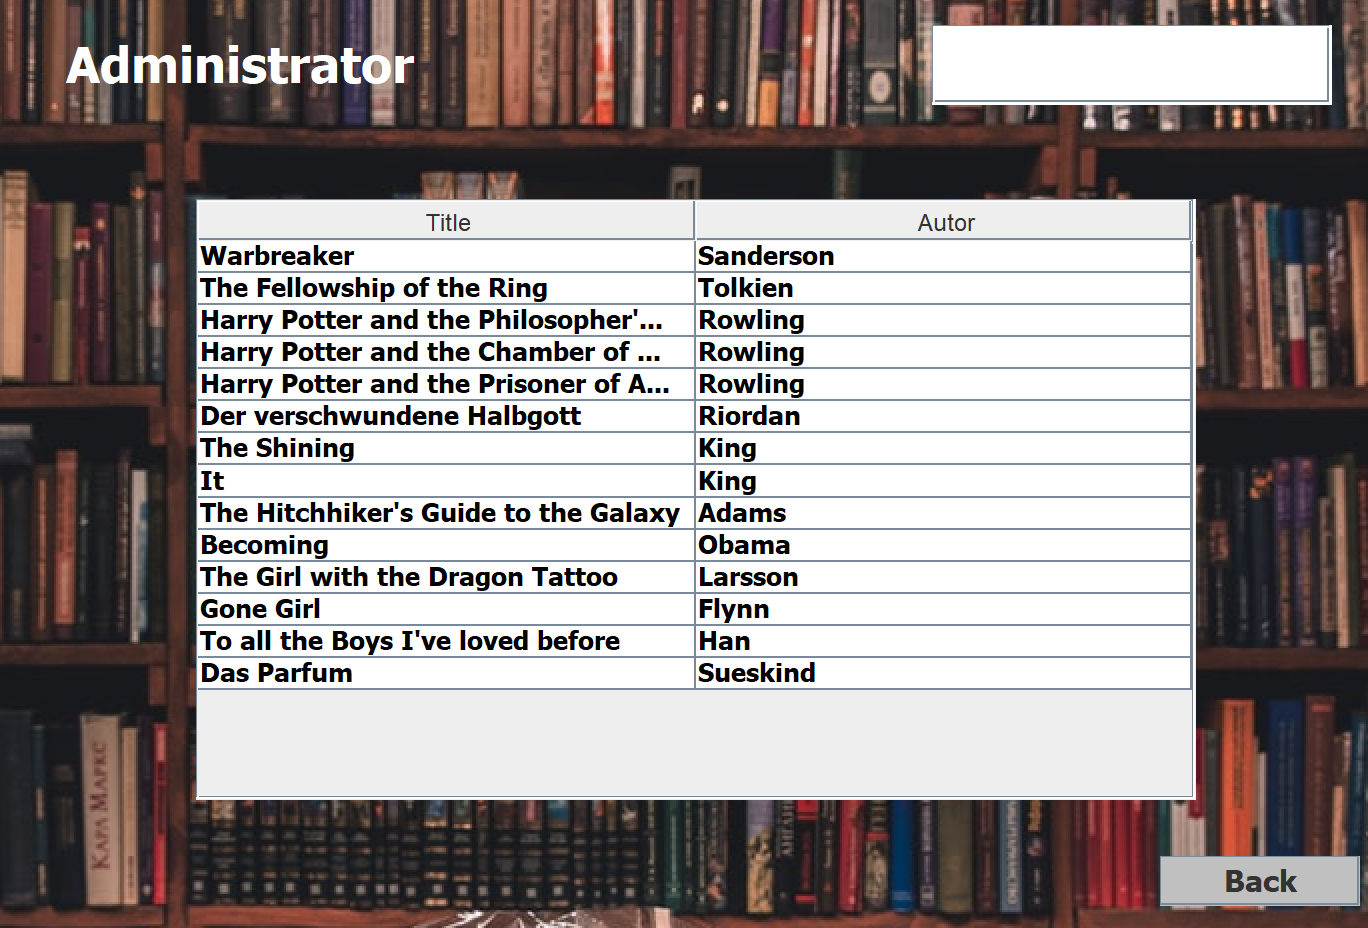 Administrator
Title Autor
Warbreaker Sanderson
The Fellowship of the Ring Tolkien
Harry Potter and the Philosopher'... Rowling
Harry Potter and the Chamber of ... Rowling
Harry Potter and the Prisoner of A... Rowling
Der verschwundene Halbgott Riordan
The Shining King
It King
The Hitchhiker's Guide to the Galaxy Adams
Becoming Obama
The Girl with the Dragon Tattoo Larsson
Gone Girl Flynn
To all the Boys I've loved before Han
Das Parfum Sueskind
КАРЛ МАРКС
Back